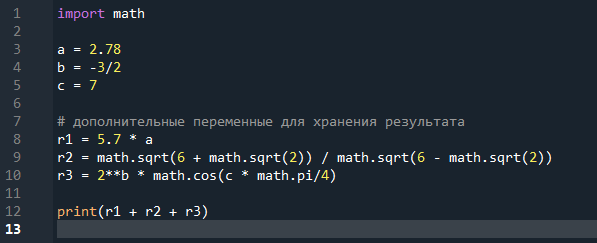 1 import math
2
3 a = 2.78
4 b = -3/2
5 c = 7
6
7 # дополнительные переменные для хранения результата
8 r1 = 5.7 * a
9 r2 = math.sqrt(6 + math.sqrt(2)) / math.sqrt(6 - math.sqrt(2))
10 r3 = 2**b * math.cos(c * math.pi/4)
11
12 print(r1 + r2 + r3)
13